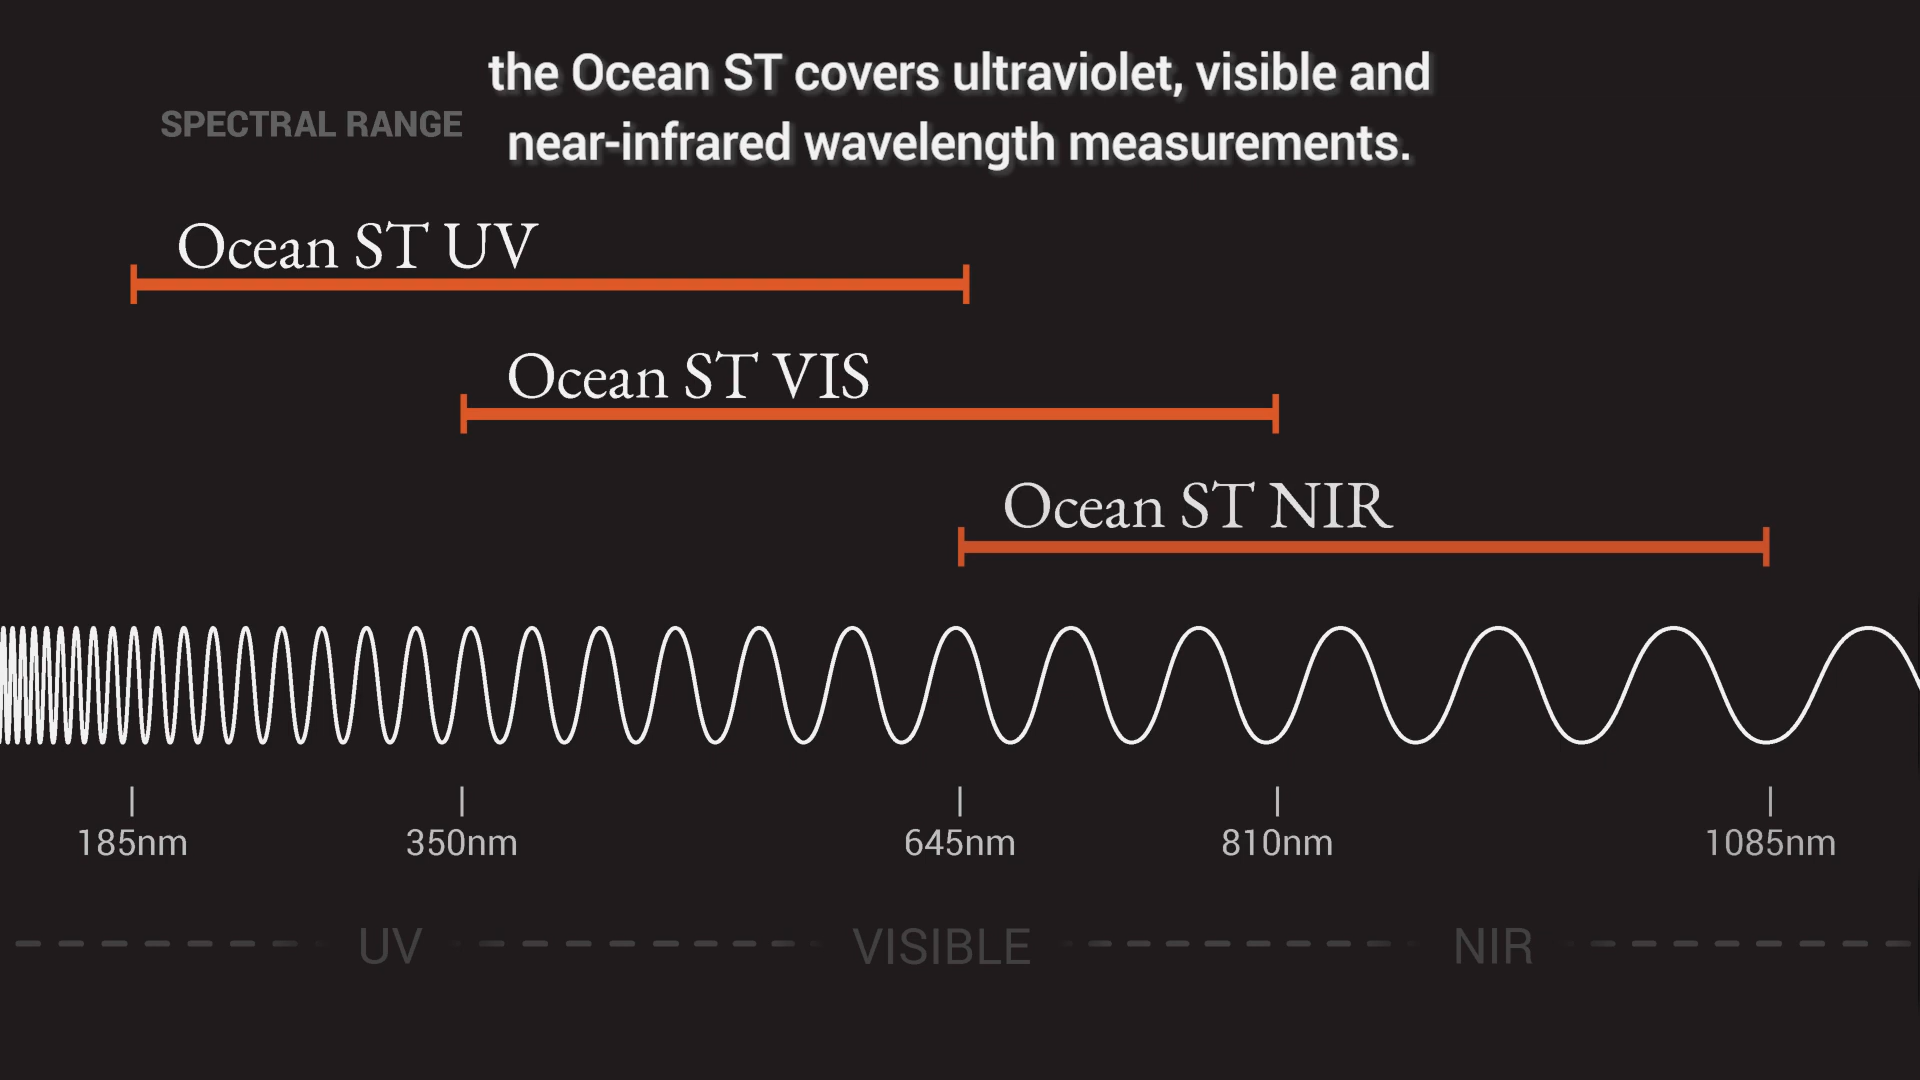 the Ocean ST covers ultraviolet, visible and
near-infrared wavelength measurements.
SPECTRAL RANGE
Ocean ST UV
Ocean ST VIS
Ocean ST NIR
185nm 350nm 645nm 810nm 1085nm
UV VISIBLE NIR